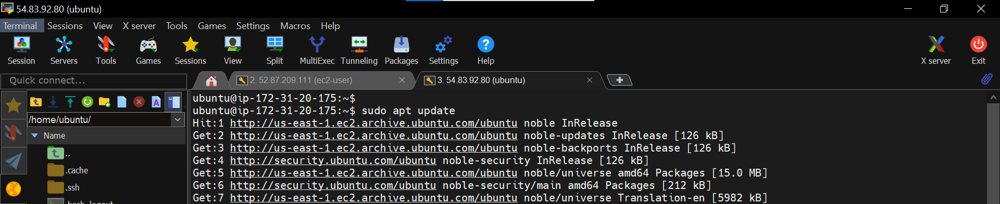 54.83.92.80 (ubuntu)
Terminal Sessions View X server Tools Games Settings Macros Help
Session Servers Tools Games Sessions View Split MultiExec Tunneling Packages Settings Help X server Exit
Quick connect...
2. 52.87.209.111 (ec2-user)
3. 54.83.92.80 (ubuntu)
/home/ubuntu/
Name
..
.cache
.ssh
.bash_logout
ubuntu@ip-172-31-20-175:~$
ubuntu@ip-172-31-20-175:~$ sudo apt update
Hit:1 http://us-east-1.ec2.archive.ubuntu.com/ubuntu noble InRelease
Get:2 http://us-east-1.ec2.archive.ubuntu.com/ubuntu noble-updates InRelease [126 kB]
Get:3 http://us-east-1.ec2.archive.ubuntu.com/ubuntu noble-backports InRelease [126 kB]
Get:4 http://security.ubuntu.com/ubuntu noble-security InRelease [126 kB]
Get:5 http://us-east-1.ec2.archive.ubuntu.com/ubuntu noble/universe amd64 Packages [15.0 MB]
Get:6 http://security.ubuntu.com/ubuntu noble-security/main amd64 Packages [212 kB]
Get:7 http://us-east-1.ec2.archive.ubuntu.com/ubuntu noble/universe Translation-en [5982 kB]